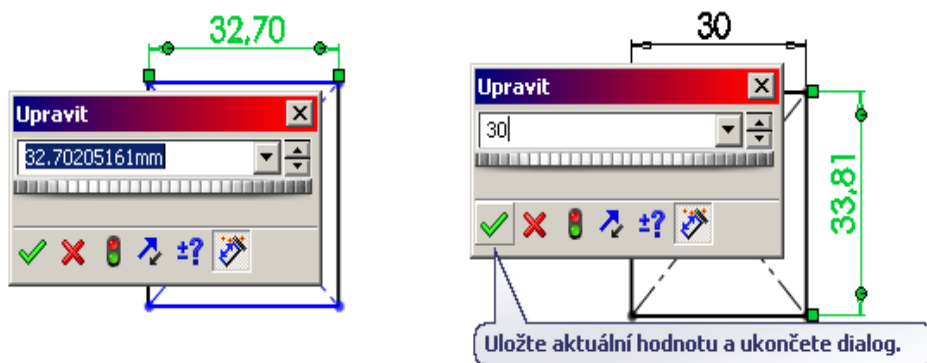 32,70
Upravit
32.70205161mm
±?
30
Upravit
30
±?
33,81
Uložte aktuální hodnotu a ukončete dialog.